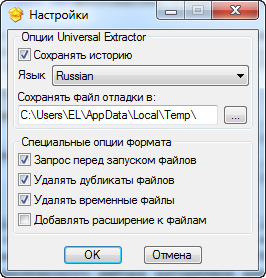 Настройки
Опции Universal Extractor
Сохранять историю
Язык Russian
Сохранять файл отладки в:
C:\Users\EL\AppData\Local\Temp\ ...
Специальные опции формата
Запрос перед запуском файлов
Удалять дубликаты файлов
Удалять временные файлы
Добавлять расширение к файлам
OK Отмена